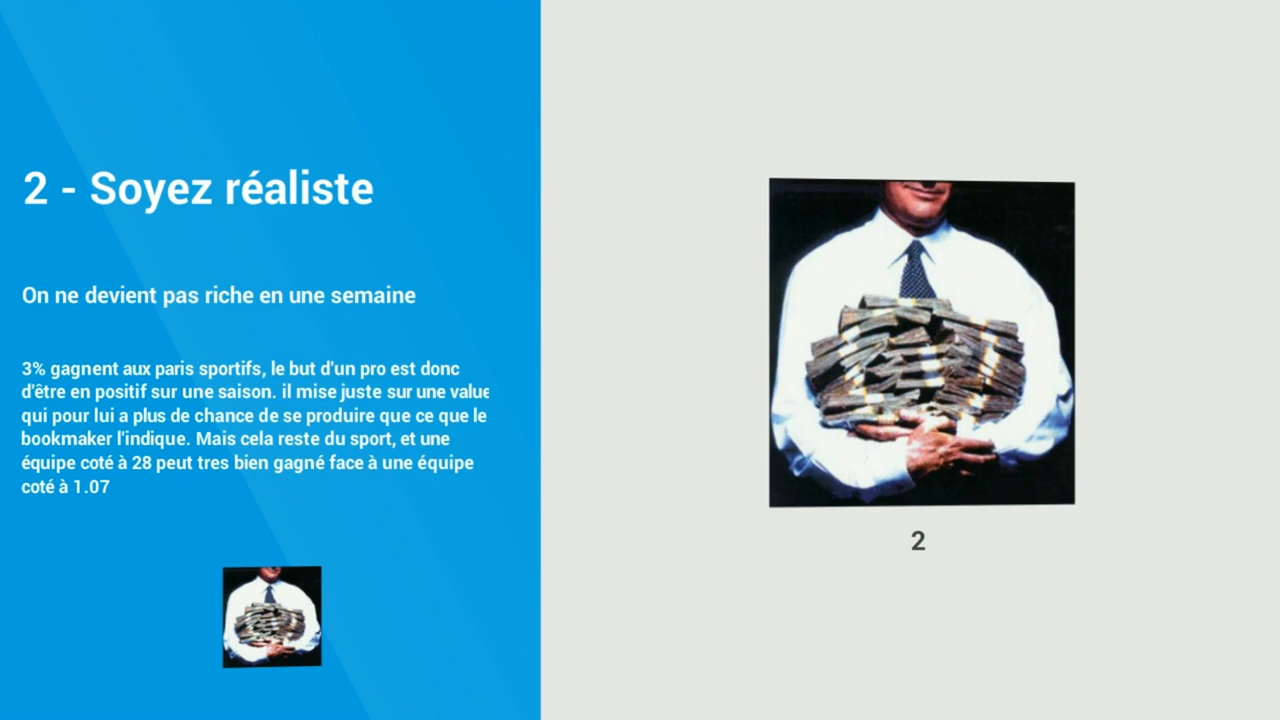 2 - Soyez réaliste
On ne devient pas riche en une semaine
3% gagnent aux paris sportifs, le but d'un pro est donc
d'être en positif sur une saison. il mise juste sur une value
qui pour lui a plus de chance de se produire que ce que le
bookmaker l'indique. Mais cela reste du sport, et une
équipe coté à 28 peut tres bien gagné face à une équipe
coté à 1.07
2